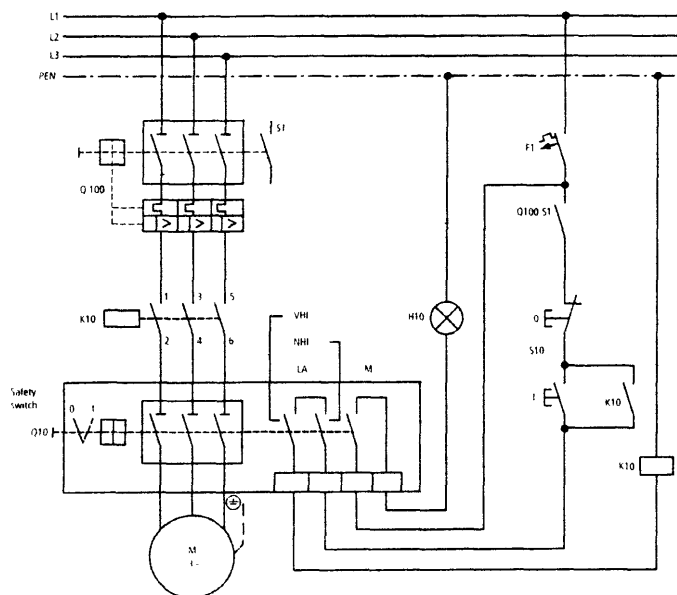 L1
L2
L3
PEN
S1
Q 100
F1
Q100 S1
1 3 5
K10
2 4 6
VHI
NHI
H10
0
S10
LA M
I
K10
Safety
switch
0 1
Q10
K10
M
3~